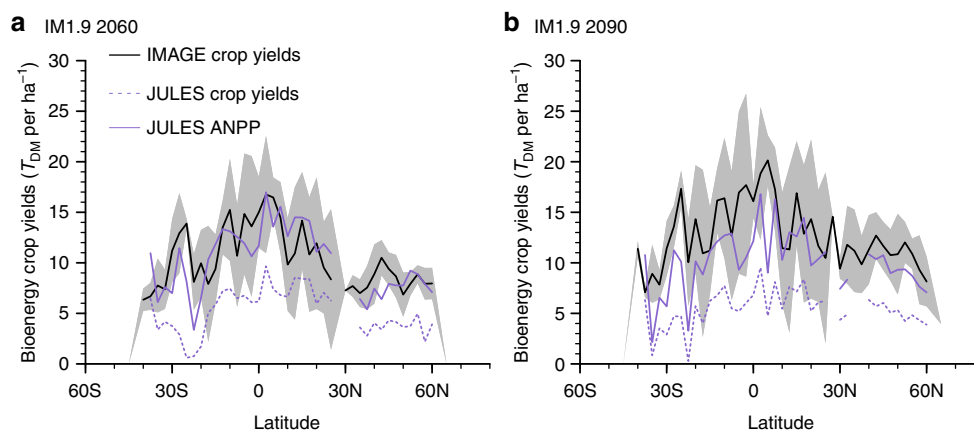 a IM1.9 2060
IMAGE crop yields
JULES crop yields
JULES ANPP
Bioenergy crop yields (T_DM per ha⁻¹)
30
25
20
15
10
5
0
60S 30S 0 30N 60N
Latitude
b IM1.9 2090
Bioenergy crop yields (T_DM per ha⁻¹)
30
25
20
15
10
5
0
60S 30S 0 30N 60N
Latitude